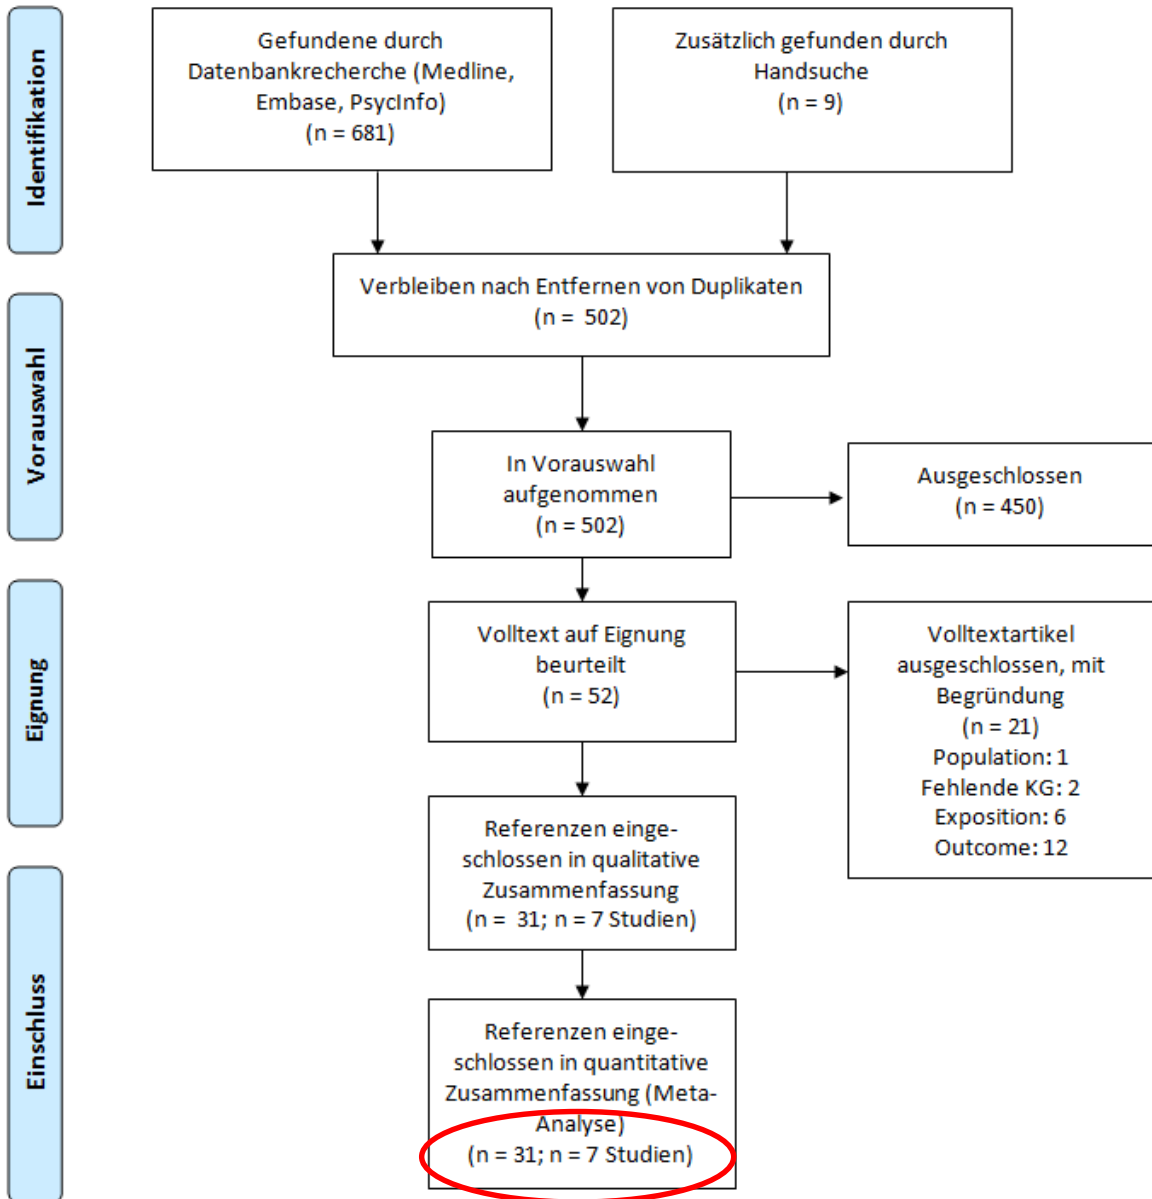 Identifikation
Gefundene durch
Datenbankrecherche (Medline,
Embase, PsycInfo)
(n = 681)
Zusätzlich gefunden durch
Handsuche
(n = 9)
Verbleiben nach Entfernen von Duplikaten
(n = 502)
Vorauswahl
In Vorauswahl
aufgenommen
(n = 502)
Ausgeschlossen
(n = 450)
Eignung
Volltext auf Eignung
beurteilt
(n = 52)
Volltextartikel
ausgeschlossen, mit
Begründung
(n = 21)
Population: 1
Fehlende KG: 2
Exposition: 6
Outcome: 12
Referenzen einge-
schlossen in qualitative
Zusammenfassung
(n = 31; n = 7 Studien)
Einschluss
Referenzen einge-
schlossen in quantitative
Zusammenfassung (Meta-
Analyse)
(n = 31; n = 7 Studien)